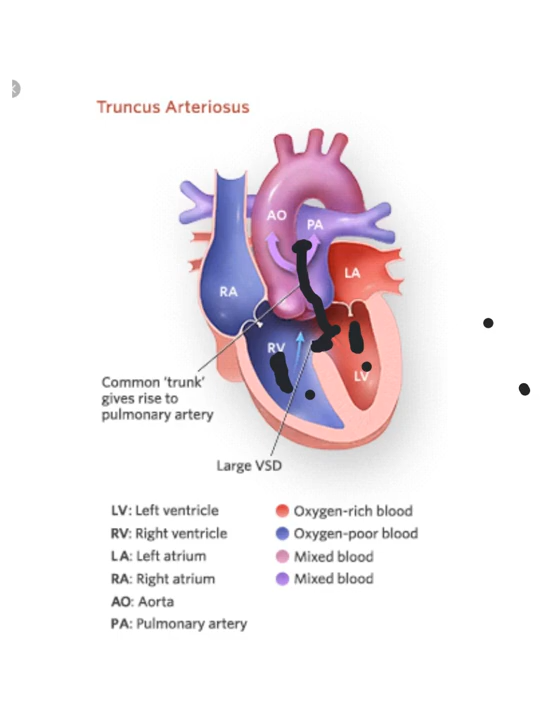 Truncus Arteriosus
AO
PA
LA
RA
RV
LV
Common 'trunk'
gives rise to
pulmonary artery
Large VSD
LV: Left ventricle
RV: Right ventricle
LA: Left atrium
RA: Right atrium
AO: Aorta
PA: Pulmonary artery
Oxygen-rich blood
Oxygen-poor blood
Mixed blood
Mixed blood